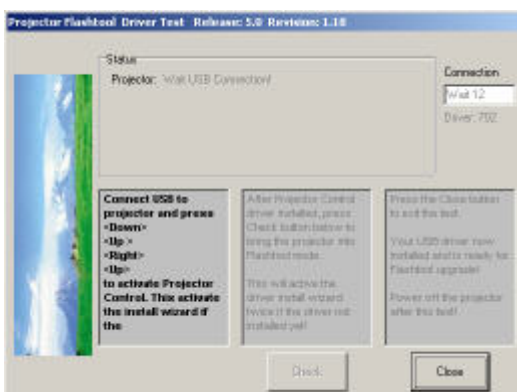 Projector Flashtool Driver Test Release: 5.0 Revision: 1.18
Status
Projector: Wait USB Connection!
Connection
Wait 12
Driver: 792
Connect USB to
projector and press
<Down>
<Up >
<Right>
<Up>
to activate Projector
Control. This activate
the install wizard if
the
After Projector Control
driver installed, press
Check button below to
bring the projector into
Flashtool mode.
This will active the
driver install wizard
twice if the driver not
installed yet!
Press the Close button
to exit the test.
Your USB driver now
installed and is ready for
Flashtool upgrade!
Power off the projector
after this test!
Check
Close